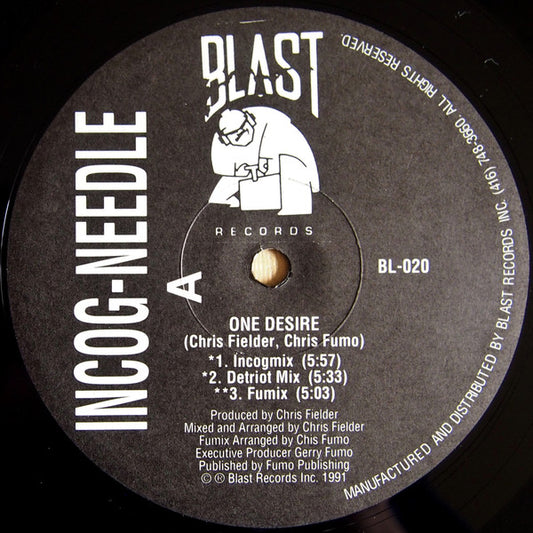 BLAST
RECORDS
INCOG-NEEDLE
A
BL-020
ONE DESIRE
(Chris Fielder, Chris Fumo)
*1. Incogmix (5:57)
*2. Detriot Mix (5:33)
**3. Fumix (5:03)
Produced by Chris Fielder
Mixed and Arranged by Chris Fielder
Fumix Arranged by Chis Fumo
Executive Producer Gerry Fumo
Published by Fumo Publishing
© ℗ Blast Records Inc. 1991
MANUFACTURED AND DISTRIBUTED BY BLAST RECORDS INC. (416) 748-3660. ALL RIGHTS RESERVED.